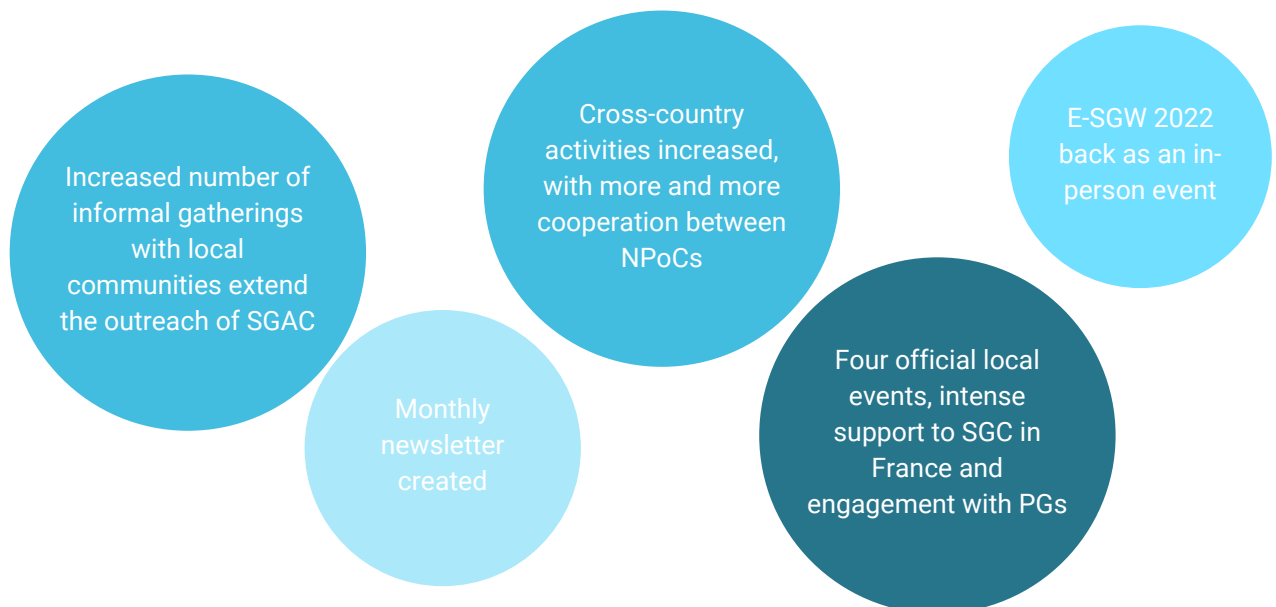 Increased number of
informal gatherings
with local
communities extend
the outreach of SGAC
Monthly
newsletter
created
Cross-country
activities increased,
with more and more
cooperation between
NPoCs
Four official local
events, intense
support to SGC in
France and
engagement with PGs
E-SGW 2022
back as an in-
person event